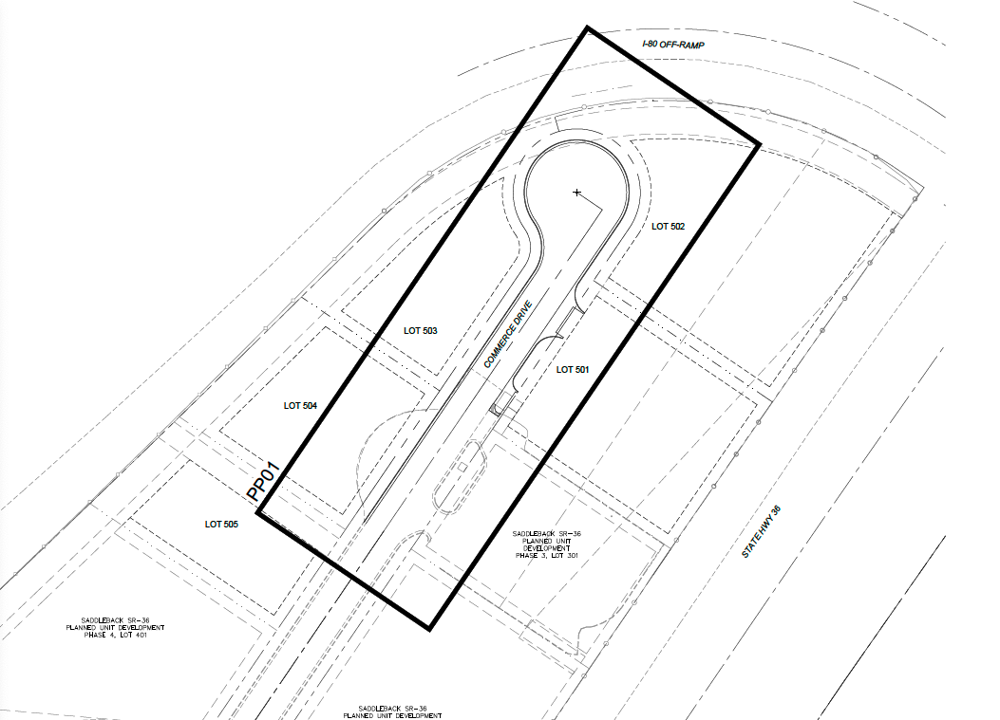 I-80 OFF-RAMP
LOT 502
LOT 503
COMMERCE DRIVE
LOT 501
LOT 504
PP01
LOT 505
STATE HWY 36
SADDLEBACK SR-36
PLANNED UNIT
DEVELOPMENT
PHASE 3, LOT 301
SADDLEBACK SR-36
PLANNED UNIT DEVELOPMENT
PHASE 4, LOT 401
SADDLEBACK SR-36
PLANNED UNIT DEVELOPMENT